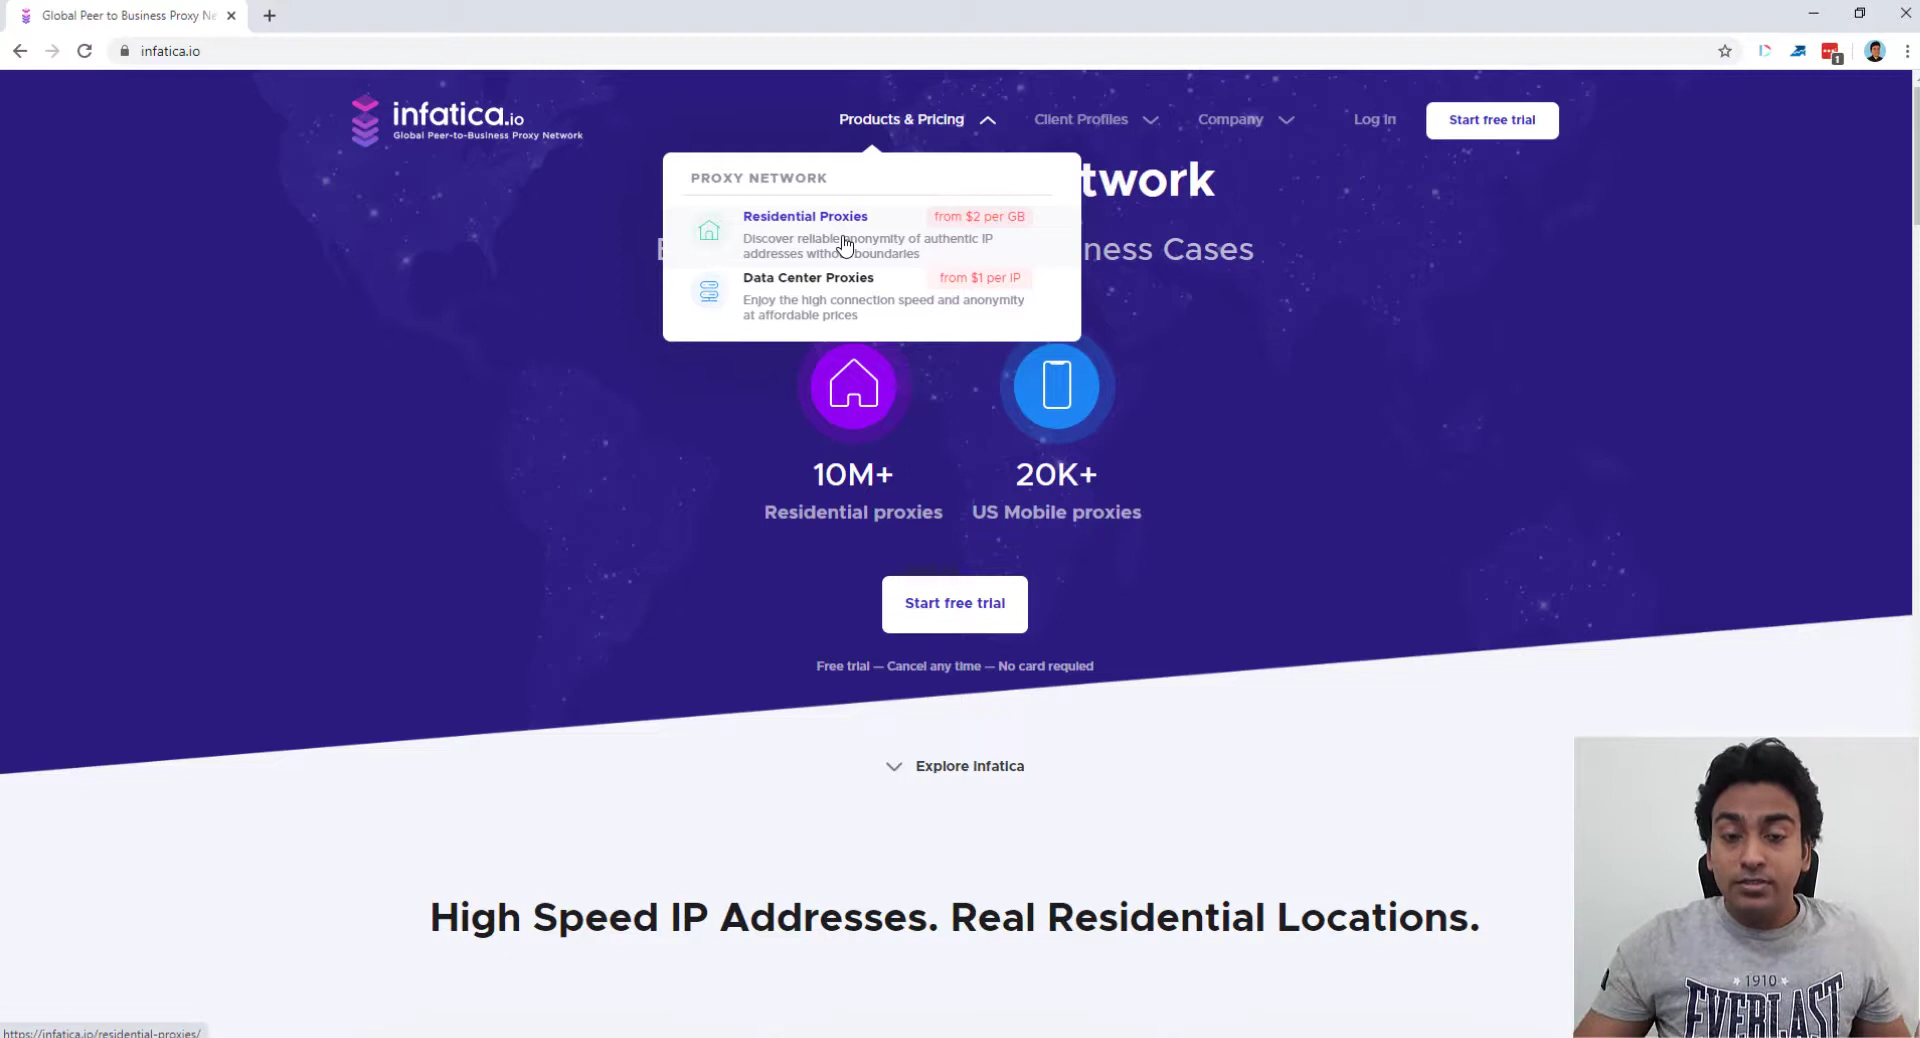 Global Peer to Business Proxy Ne
infatica.io
1
infatica.io
Global Peer-to-Business Proxy Network
Products & Pricing
Client Profiles
Company
Log In
Start free trial
PROXY NETWORK
twork
Residential Proxies
from $2 per GB
Discover reliable anonymity of authentic IP
addresses without boundaries
E
ness Cases
Data Center Proxies
from $1 per IP
Enjoy the high connection speed and anonymity
at affordable prices
10M+
20K+
Residential proxies
US Mobile proxies
Start free trial
Free trial — Cancel any time — No card requied
Explore Infatica
High Speed IP Addresses. Real Residential Locations.
1910
EVERLAST
https://infatica.io/residential-proxies/